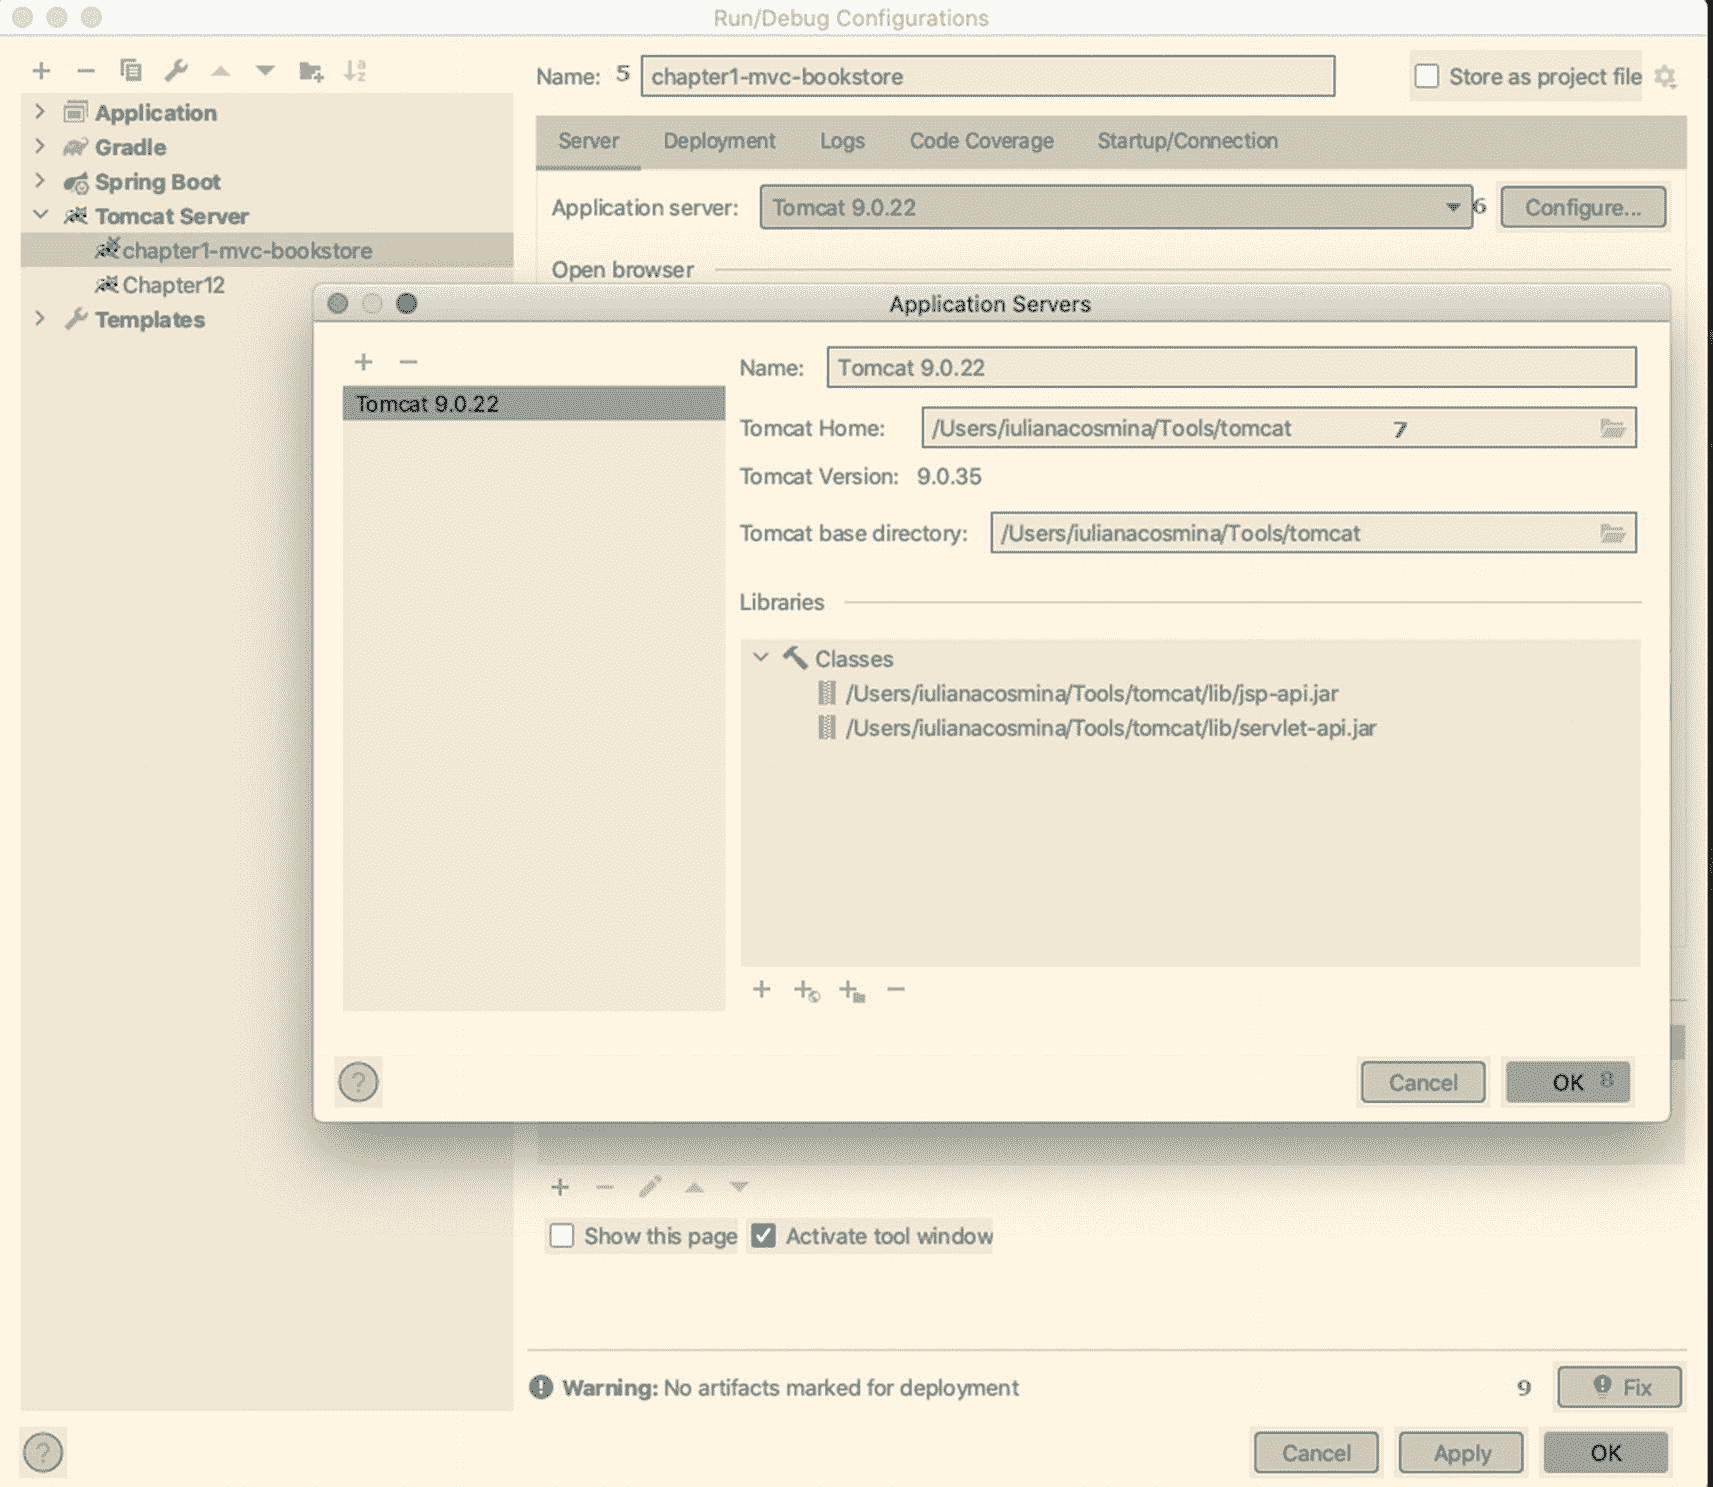 Run/Debug Configurations
Name: 5 chapter1-mvc-bookstore
Store as project file
Application
Gradle
Spring Boot
Tomcat Server
chapter1-mvc-bookstore
Chapter12
Templates
Server Deployment Logs Code Coverage Startup/Connection
Application server: Tomcat 9.0.22 6 Configure...
Open browser
Application Servers
Tomcat 9.0.22
Name: Tomcat 9.0.22
Tomcat Home: /Users/iulianacosmina/Tools/tomcat 7
Tomcat Version: 9.0.35
Tomcat base directory: /Users/iulianacosmina/Tools/tomcat
Libraries
Classes
/Users/iulianacosmina/Tools/tomcat/lib/jsp-api.jar
/Users/iulianacosmina/Tools/tomcat/lib/servlet-api.jar
? Cancel OK 8
Show this page Activate tool window
Warning: No artifacts marked for deployment 9 Fix
? Cancel Apply OK